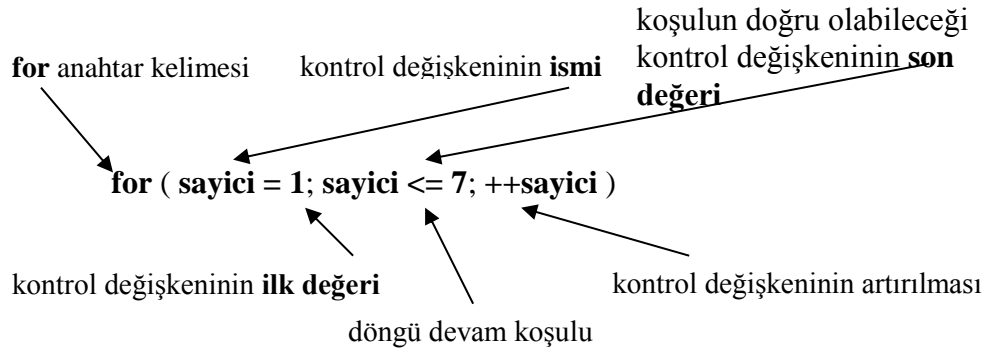 koşulun doğru olabileceği
for anahtar kelimesi kontrol değişkeninin ismi kontrol değişkeninin son
değeri
for ( sayici = 1; sayici <= 7; ++sayici )
kontrol değişkeninin ilk değeri kontrol değişkeninin artırılması
döngü devam koşulu